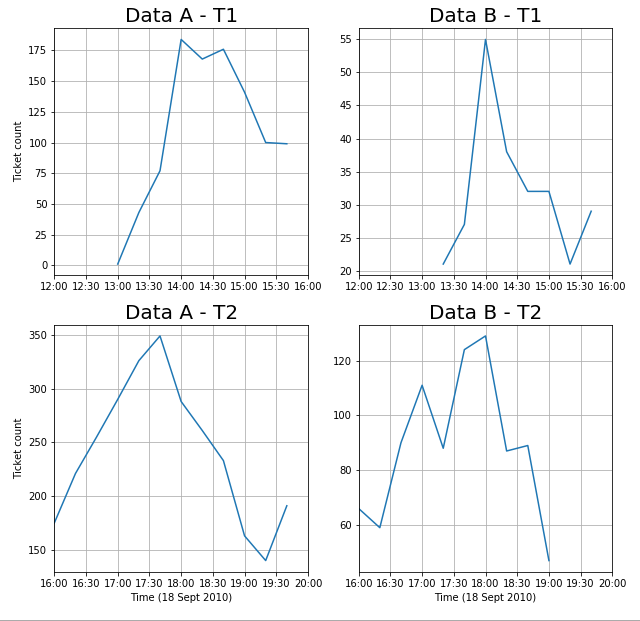 Data A - T1
Data B - T1
Ticket count
175
150
125
100
75
50
25
0
12:00 12:30 13:00 13:30 14:00 14:30 15:00 15:30 16:00
55
50
45
40
35
30
25
20
12:00 12:30 13:00 13:30 14:00 14:30 15:00 15:30 16:00
Data A - T2
Data B - T2
Ticket count
350
300
250
200
150
16:00 16:30 17:00 17:30 18:00 18:30 19:00 19:30 20:00
Time (18 Sept 2010)
120
100
80
60
16:00 16:30 17:00 17:30 18:00 18:30 19:00 19:30 20:00
Time (18 Sept 2010)